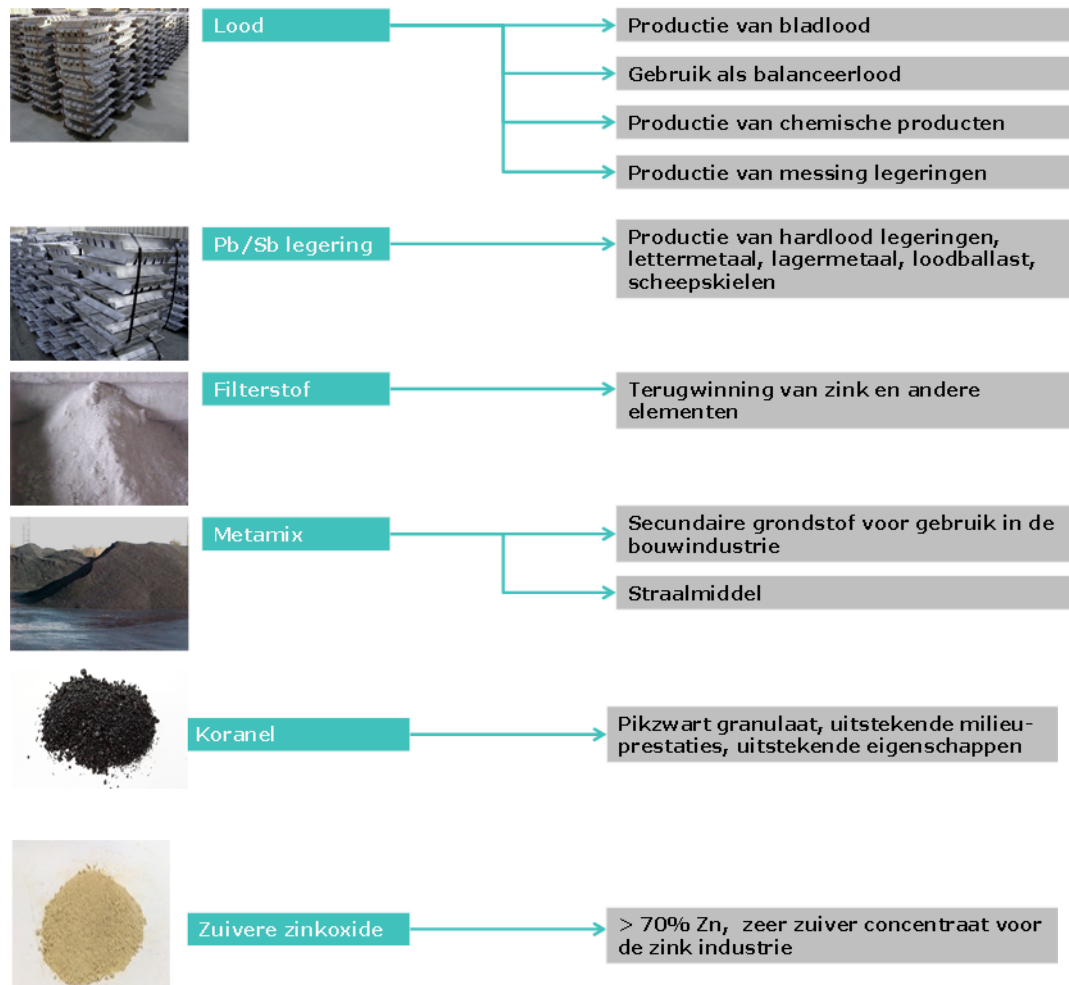 Lood
Productie van bladlood
Gebruik als balanceerlood
Productie van chemische producten
Productie van messing legeringen
Pb/Sb legering
Productie van hardlood legeringen,
lettermetaal, lagermetaal, loodballast,
scheepskielen
Filterstof
Terugwinning van zink en andere
elementen
Metamix
Secundaire grondstof voor gebruik in de
bouwindustrie
Straalmiddel
Koranel
Pikzwart granulaat, uitstekende milieu-
prestaties, uitstekende eigenschappen
Zuivere zinkoxide
> 70% Zn,  zeer zuiver concentraat voor
de zink industrie